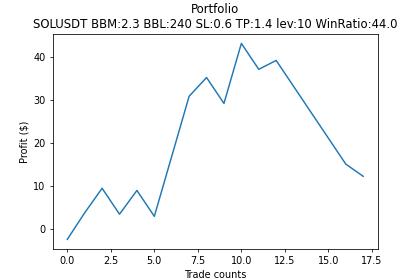 Portfolio
SOLUSDT BBM:2.3 BBL:240 SL:0.6 TP:1.4 lev:10 WinRatio:44.0
40
30
20
10
0
Profit ($)
0.0 2.5 5.0 7.5 10.0 12.5 15.0 17.5
Trade counts